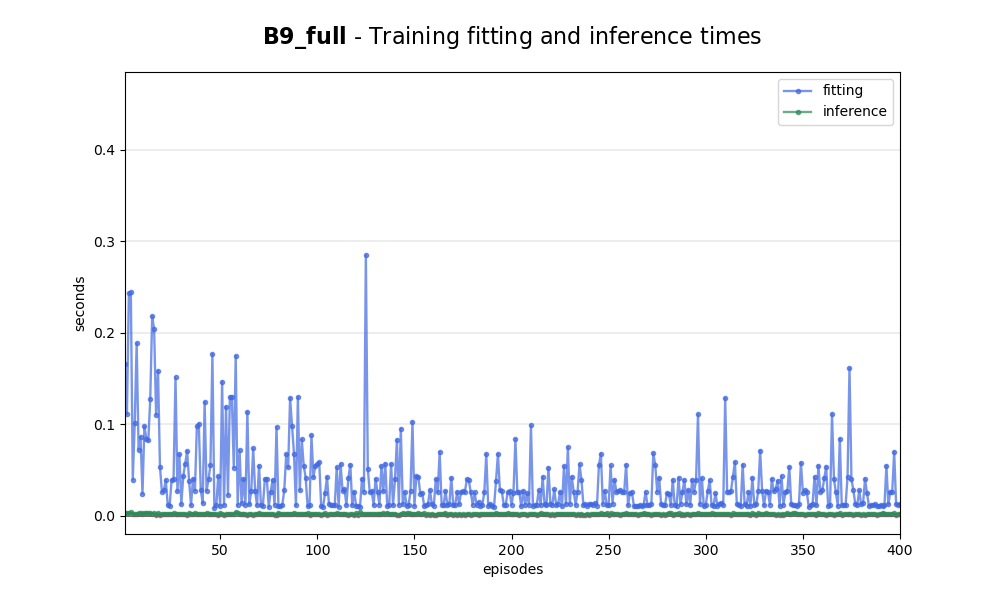 B9_full - Training fitting and inference times
fitting
inference
0.4
0.3
0.2
0.1
0.0
seconds
50
100
150
200
250
300
350
400
episodes